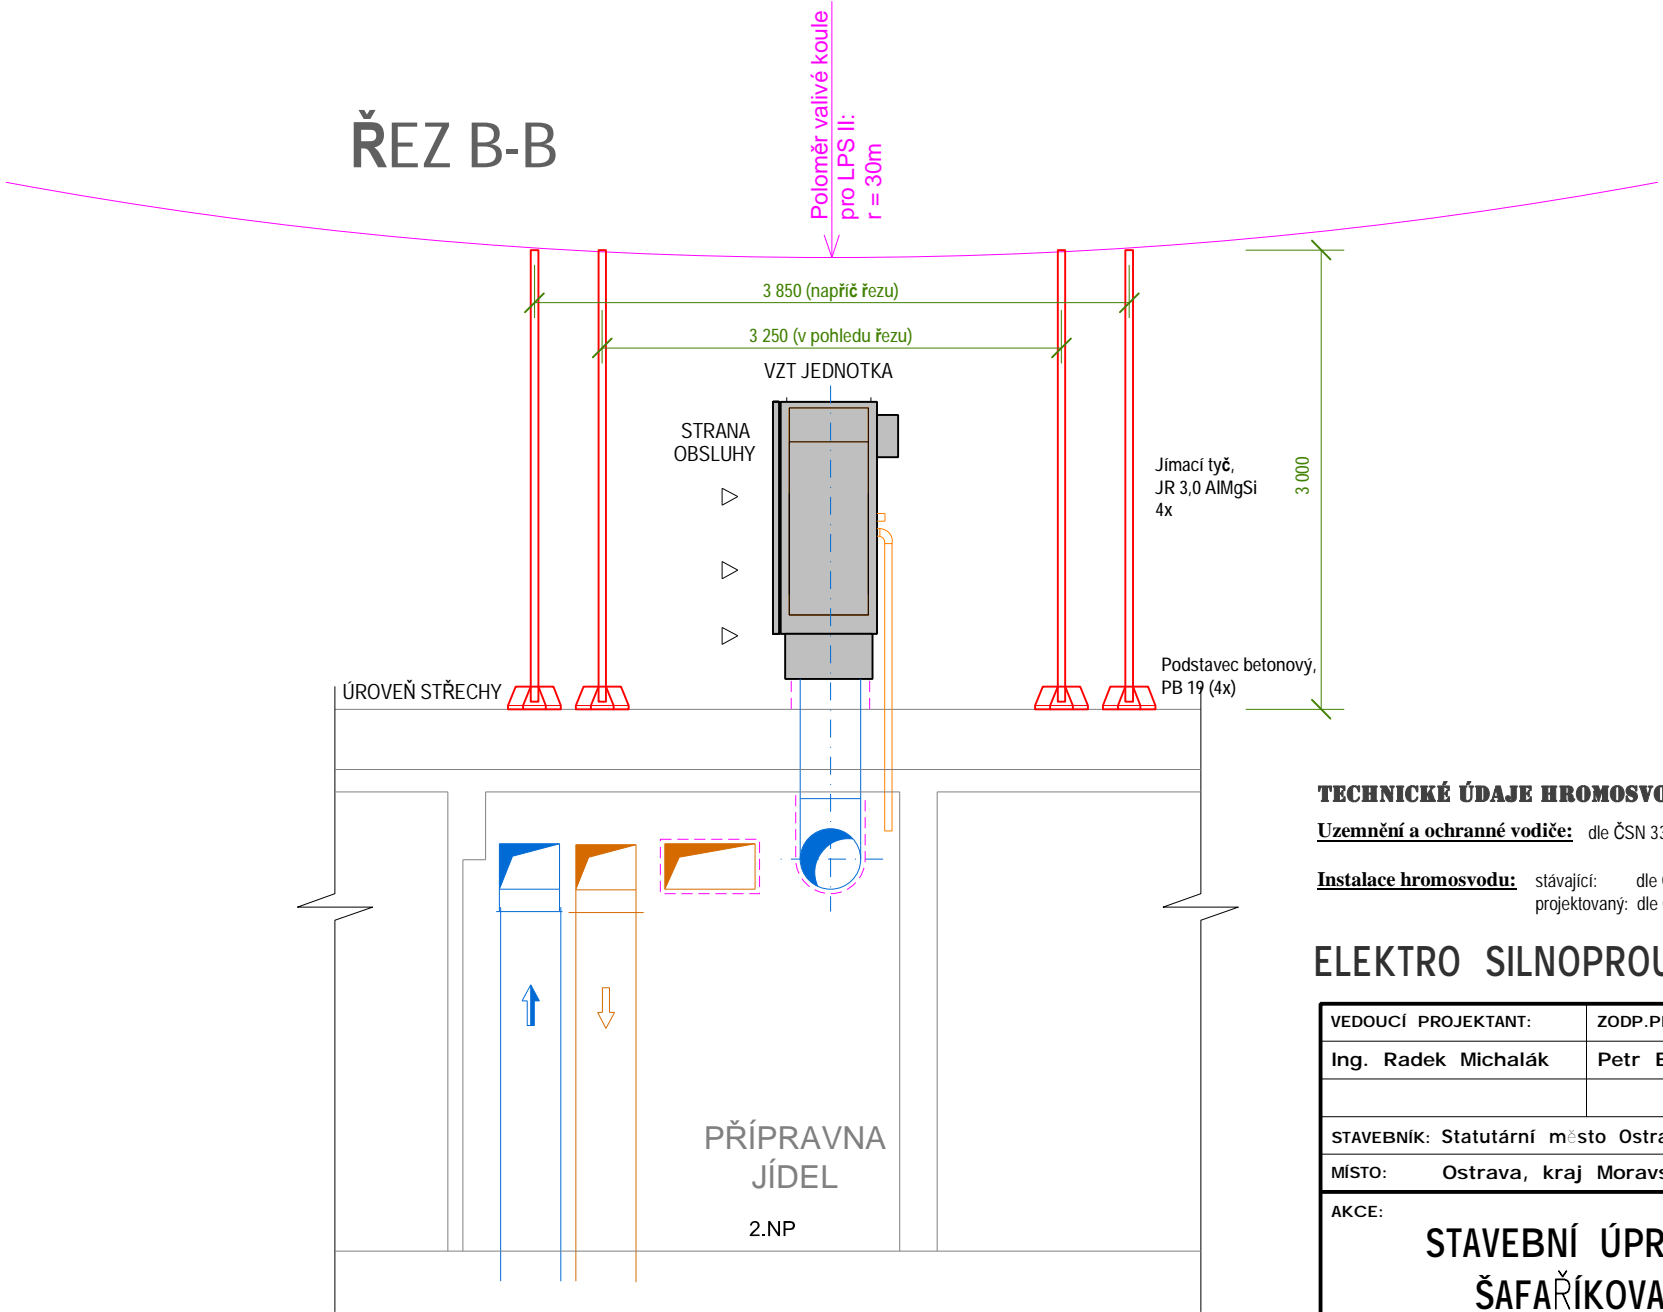 Poloměr valivé koule
pro LPS II:
r = 30m
ŘEZ B-B
3 850 (napříč řezu)
3 250 (v pohledu řezu)
VZT JEDNOTKA
STRANA
OBSLUHY
Jímací tyč,
JR 3,0 AlMgSi
4x
3 000
Podstavec betonový,
PB 19 (4x)
ÚROVEŇ STŘECHY
TECHNICKÉ ÚDAJE HROMOSVO
Uzemnění a ochranné vodiče: dle ČSN 33
Instalace hromosvodu: stávající: dle
projektovaný: dle
ELEKTRO SILNOPROU
VEDOUCÍ PROJEKTANT: ZODP.P
Ing. Radek Michalák Petr
STAVEBNÍK: Statutární město Ostra
MÍSTO: Ostrava, kraj Moravs
AKCE:
STAVEBNÍ ÚPR
ŠAFAŘÍKOVA
PŘÍPRAVNA
JÍDEL
2.NP